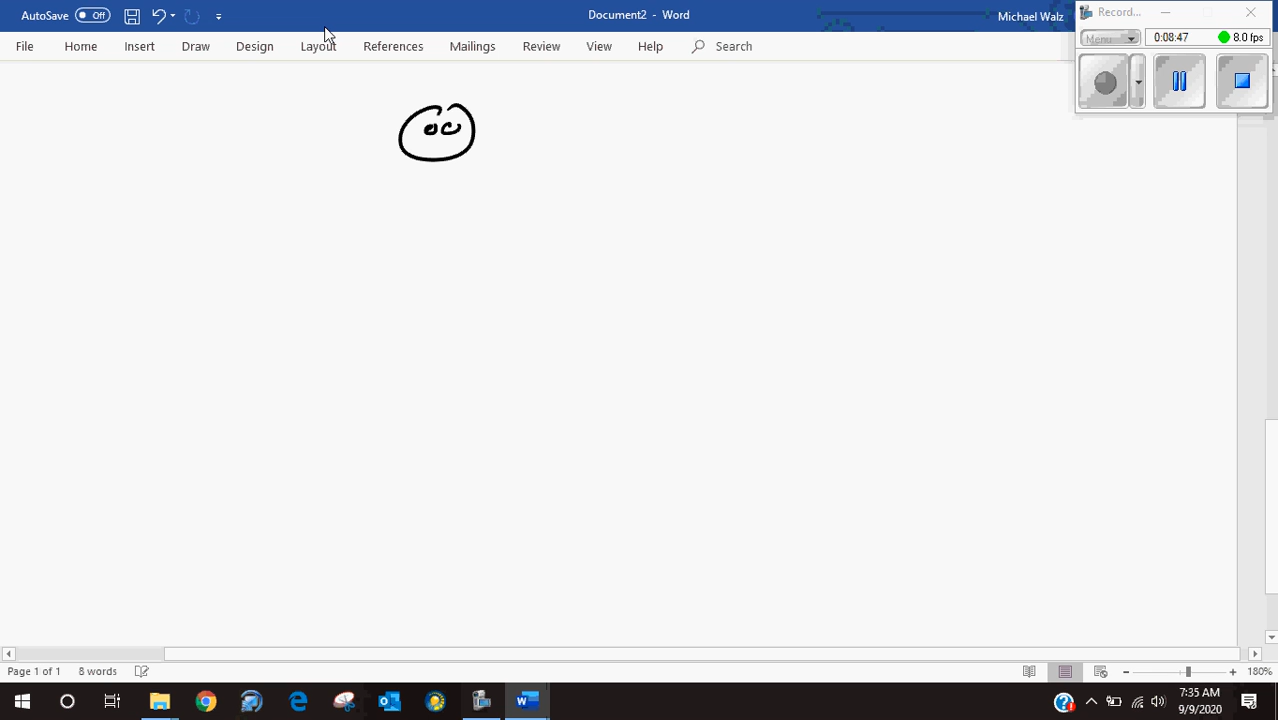 AutoSave Off Document2 - Word Michael Walz Record...
File Home Insert Draw Design Layout References Mailings Review View Help Search
Menu 0:08:47 8.0 fps
Page 1 of 1 8 words 180%
7:35 AM
9/9/2020